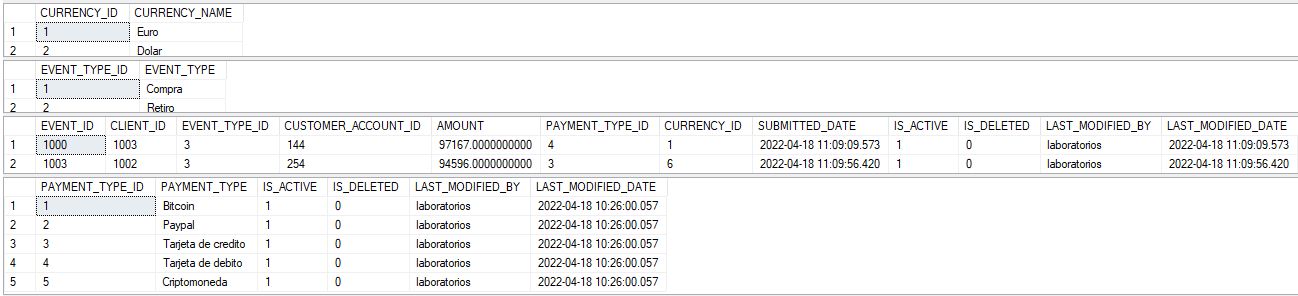 CURRENCY_ID CURRENCY_NAME
1 1 Euro
2 2 Dolar
EVENT_TYPE_ID EVENT_TYPE
1 1 Compra
2 2 Retiro
EVENT_ID CLIENT_ID EVENT_TYPE_ID CUSTOMER_ACCOUNT_ID AMOUNT PAYMENT_TYPE_ID CURRENCY_ID SUBMITTED_DATE IS_ACTIVE IS_DELETED LAST_MODIFIED_BY LAST_MODIFIED_DATE
1 1000 1003 3 144 97167.0000000000 4 1 2022-04-18 11:09:09.573 1 0 laboratorios 2022-04-18 11:09:09.573
2 1003 1002 3 254 94596.0000000000 3 6 2022-04-18 11:09:56.420 1 0 laboratorios 2022-04-18 11:09:56.420
PAYMENT_TYPE_ID PAYMENT_TYPE IS_ACTIVE IS_DELETED LAST_MODIFIED_BY LAST_MODIFIED_DATE
1 1 Bitcoin 1 0 laboratorios 2022-04-18 10:26:00.057
2 2 Paypal 1 0 laboratorios 2022-04-18 10:26:00.057
3 3 Tarjeta de credito 1 0 laboratorios 2022-04-18 10:26:00.057
4 4 Tarjeta de debito 1 0 laboratorios 2022-04-18 10:26:00.057
5 5 Criptomoneda 1 0 laboratorios 2022-04-18 10:26:00.057